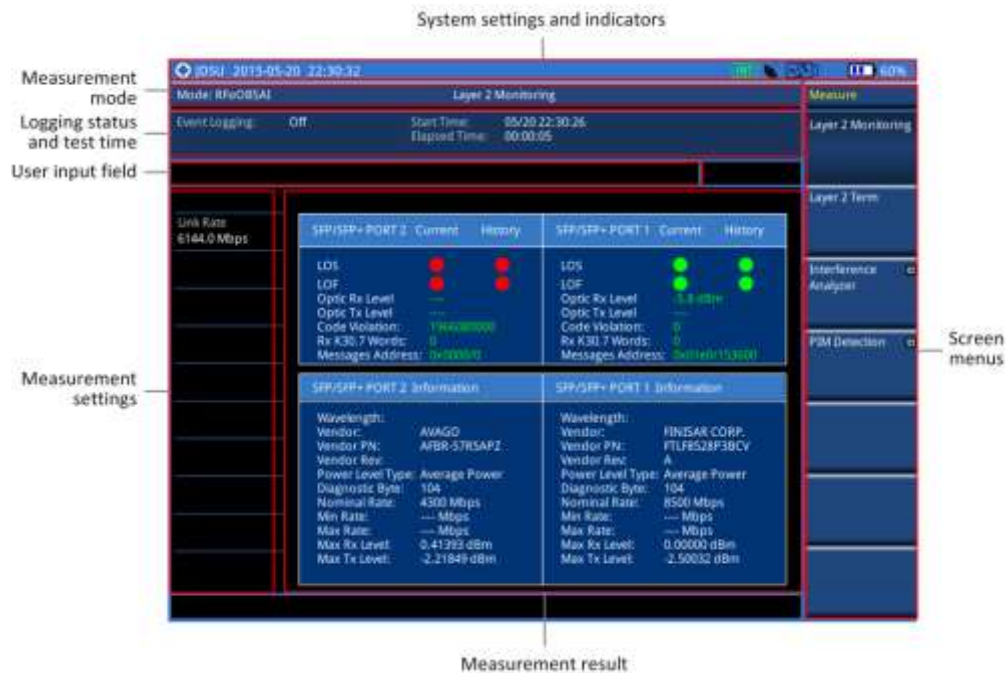 System settings and indicators
JDSU 2015-05-20 22:30:32
60%
Measurement mode
Mode: RFoOBSAI Layer 2 Monitoring
Measure
Logging status and test time
Event Logging: Off Start Time: 05/20 22:30:26
Elapsed Time: 00:00:05
Layer 2 Monitoring
User input field
Layer 2 Term
Link Rate
6144.0 Mbps
SFP/SFP+ PORT 2 Current History
LOS
LOF
Optic Rx Level ---
Optic Tx Level ---
Code Violation:
Rx K30.7 Words: 0
Messages Address: 0x0000/0
SFP/SFP+ PORT 1 Current History
LOS
LOF
Optic Rx Level -5.8 dBm
Optic Tx Level ---
Code Violation: 0
Rx K30.7 Words: 0
Messages Address:
Interference Analyzer
PIM Detection
Screen menus
Measurement settings
SFP/SFP+ PORT 2 Information
Wavelength:
Vendor: AVAGO
Vendor PN: AFBR-57R5APZ
Vendor Rev:
Power Level Type: Average Power
Diagnostic Byte: 104
Nominal Rate: 4300 Mbps
Min Rate: --- Mbps
Max Rate: --- Mbps
Max Rx Level: 0.41393 dBm
Max Tx Level: -2.21849 dBm
SFP/SFP+ PORT 1 Information
Wavelength:
Vendor: FINISAR CORP.
Vendor PN: FTLF8528P3BCV
Vendor Rev: A
Power Level Type: Average Power
Diagnostic Byte: 104
Nominal Rate: 8500 Mbps
Min Rate: --- Mbps
Max Rate: --- Mbps
Max Rx Level: 0.00000 dBm
Max Tx Level: -2.50032 dBm
Measurement result